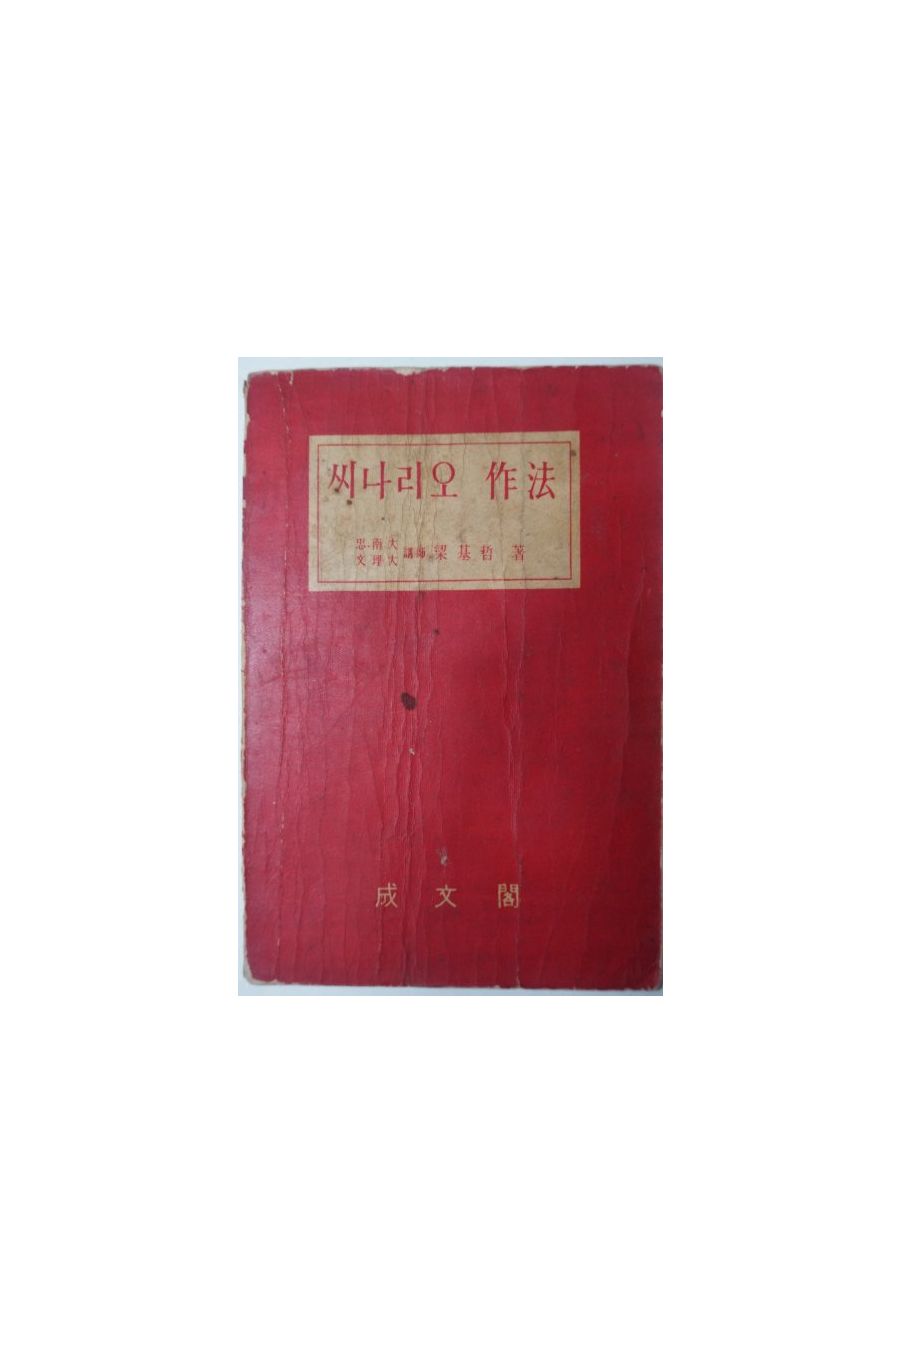 씨나리오 作法
忠南大
文理大 講師 梁基哲 著
成文閣